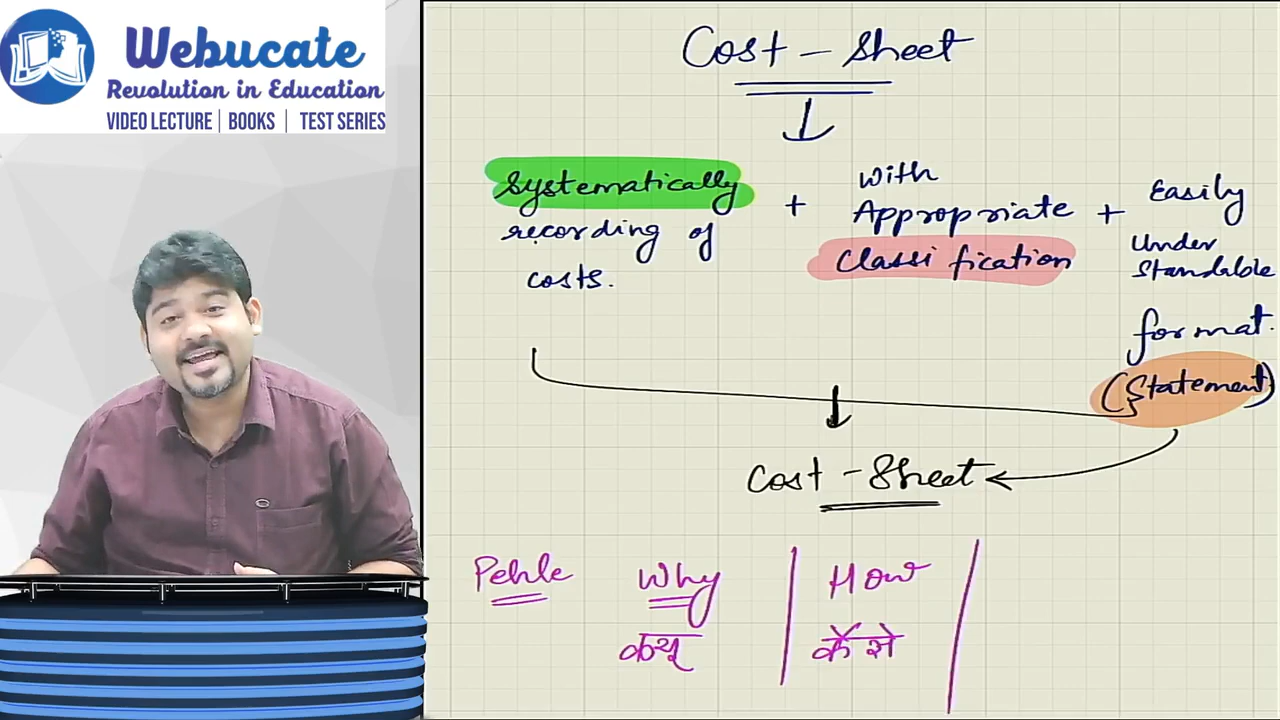 Webucate
Revolution in Education
VIDEO LECTURE | BOOKS | TEST SERIES
Cost - Sheet
Systematically
recording of
costs.
+
With
Appropriate
Classification
+
Easily
Under
standable
format.
(Statement)
Cost - Sheet
Pehle Why | How |
क्यू | कैसे